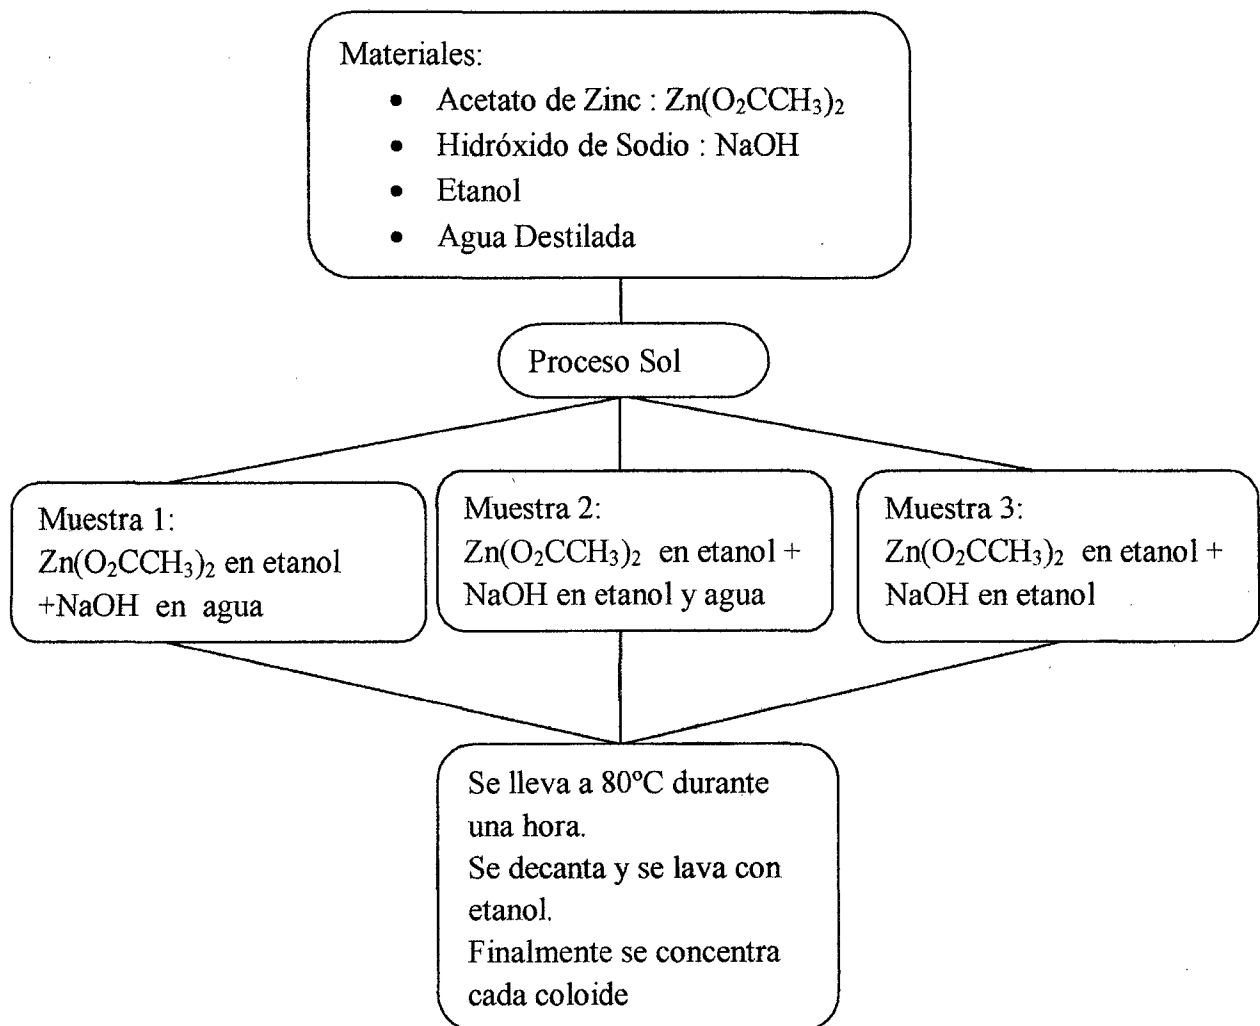 Materiales:
• Acetato de Zinc : Zn(O₂CCH₃)₂
• Hidróxido de Sodio : NaOH
• Etanol
• Agua Destilada
Proceso Sol
Muestra 1:
Zn(O₂CCH₃)₂ en etanol
+NaOH en agua
Muestra 2:
Zn(O₂CCH₃)₂ en etanol +
NaOH en etanol y agua
Muestra 3:
Zn(O₂CCH₃)₂ en etanol +
NaOH en etanol
Se lleva a 80ºC durante
una hora.
Se decanta y se lava con
etanol.
Finalmente se concentra
cada coloide